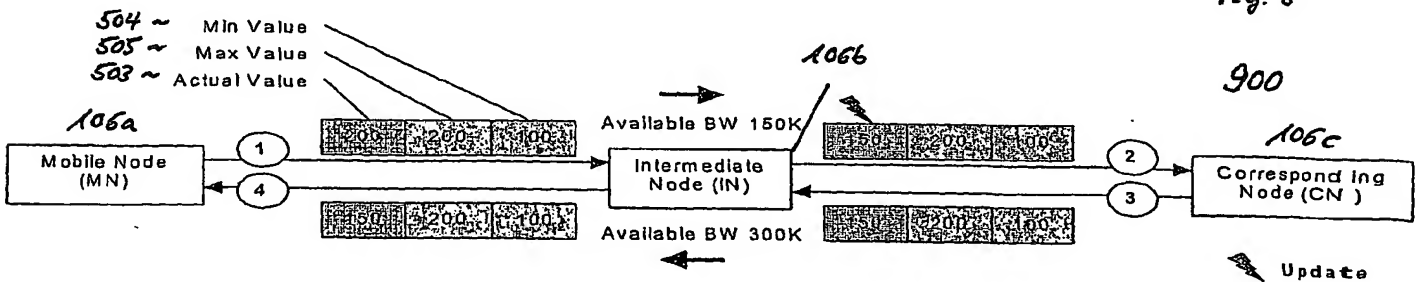 504 ~ Min Value
505 ~ Max Value
503 ~ Actual Value
106b
900
106a
106c
200 200 100
Available BW 150K
150 200 100
Mobile Node
(MN)
1
4
Intermediate
Node (IN)
2
3
Correspond ing
Node (CN )
150 200 100
Available BW 300K
150 200 100
Update